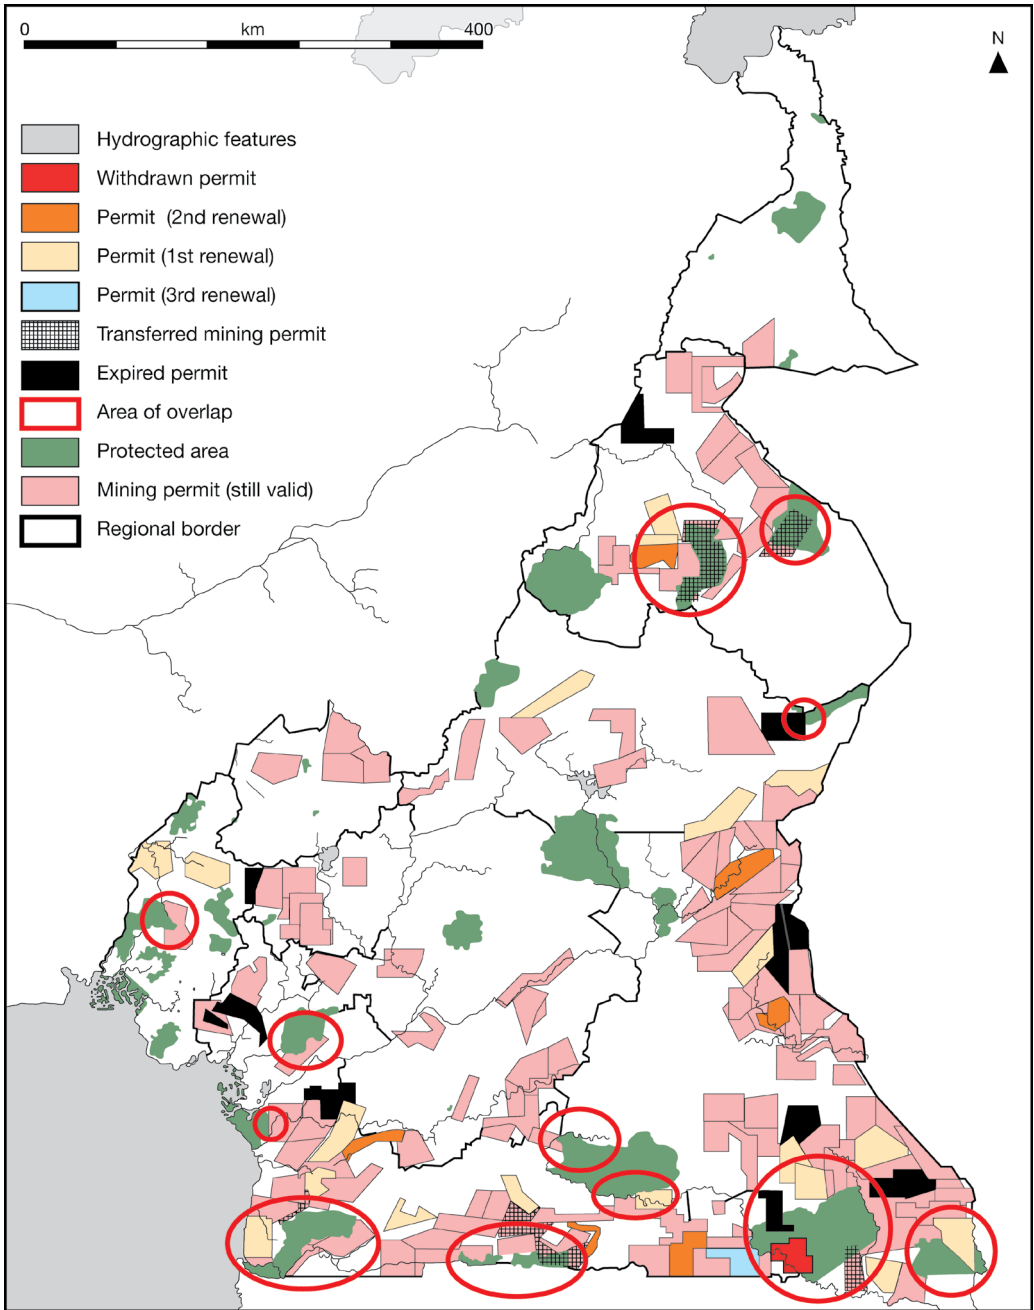 0 km 400
N
Hydrographic features
Withdrawn permit
Permit (2nd renewal)
Permit (1st renewal)
Permit (3rd renewal)
Transferred mining permit
Expired permit
Area of overlap
Protected area
Mining permit (still valid)
Regional border